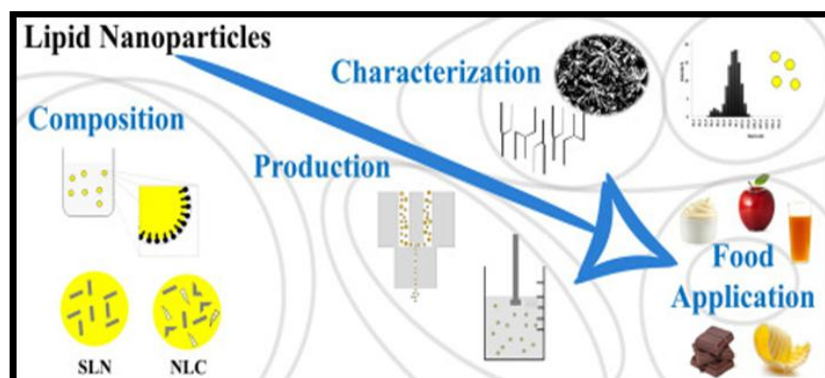 Lipid Nanoparticles
Characterization
Composition
Production
Food
Application
SLN
NLC